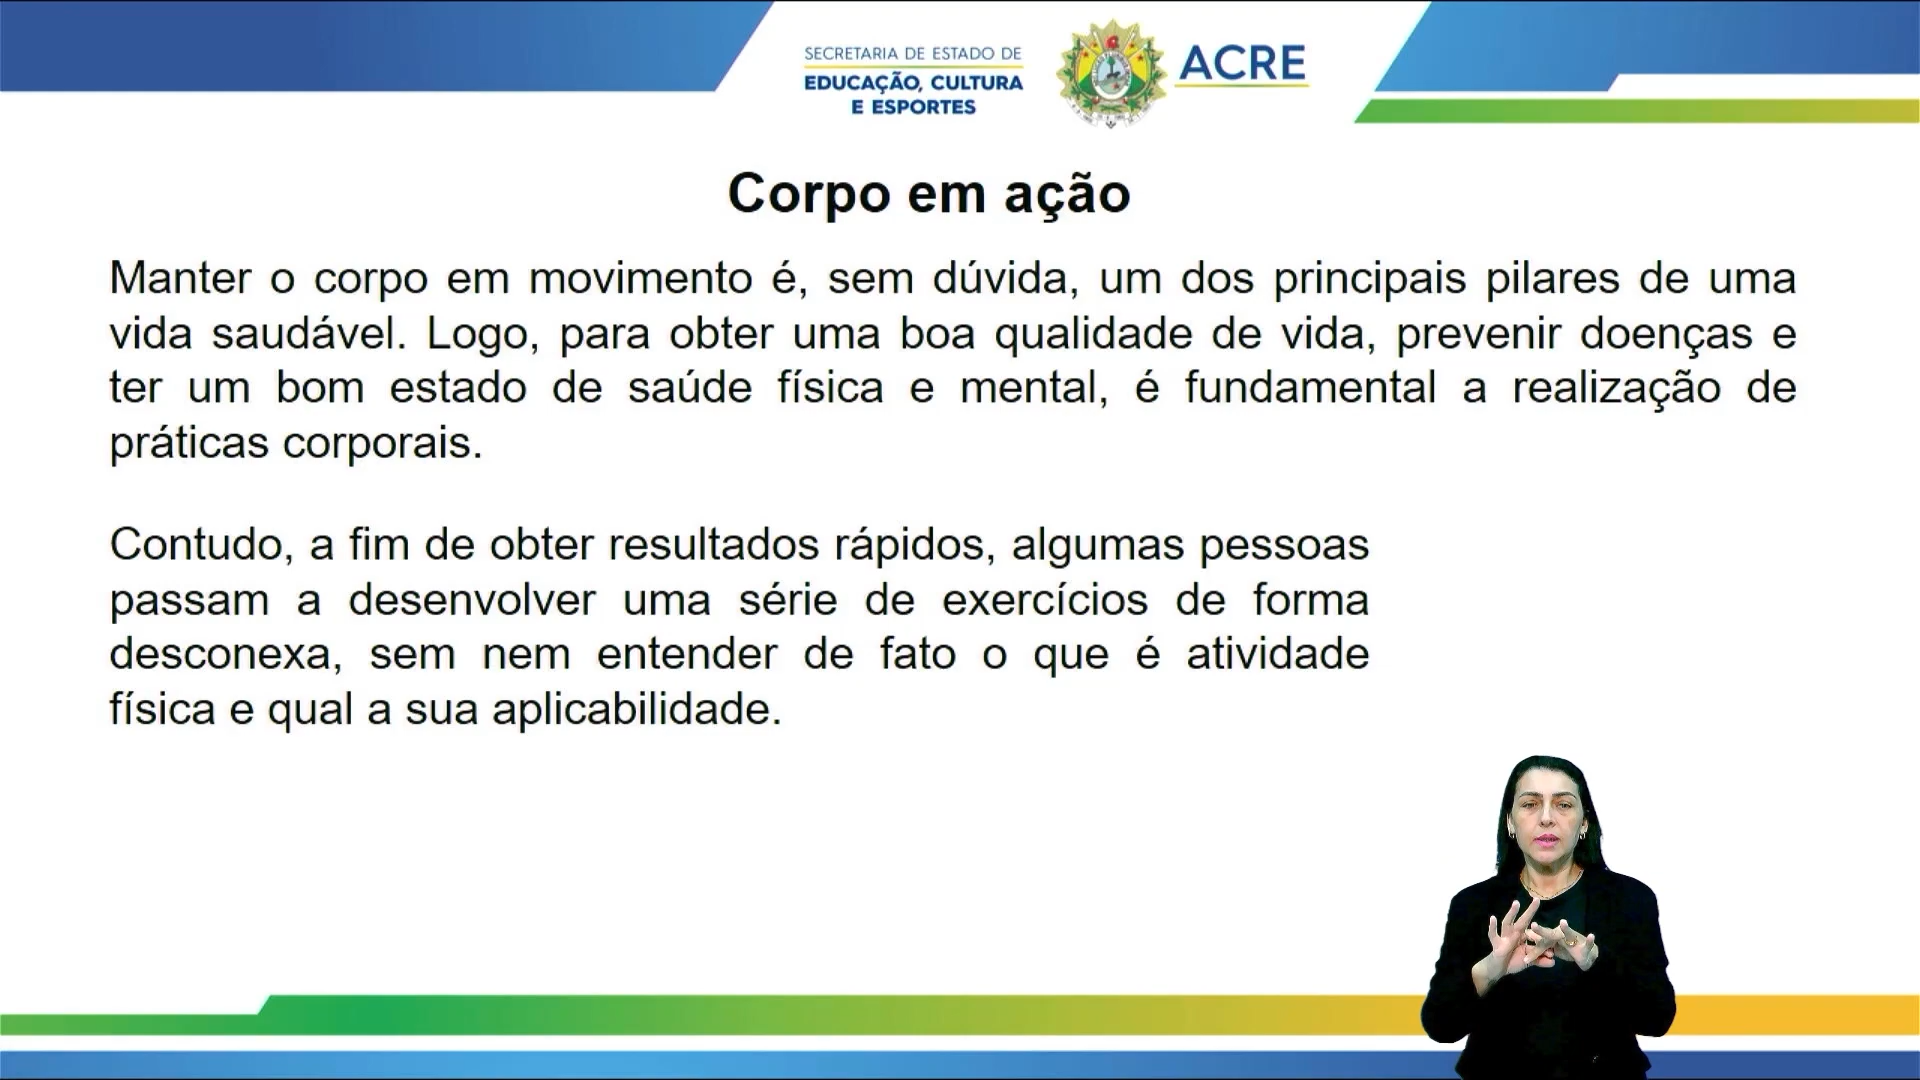 SECRETARIA DE ESTADO DE
EDUCAÇÃO, CULTURA
E ESPORTES
ACRE
Corpo em ação
Manter o corpo em movimento é, sem dúvida, um dos principais pilares de uma
vida saudável. Logo, para obter uma boa qualidade de vida, prevenir doenças e
ter um bom estado de saúde física e mental, é fundamental a realização de
práticas corporais.
Contudo, a fim de obter resultados rápidos, algumas pessoas
passam a desenvolver uma série de exercícios de forma
desconexa, sem nem entender de fato o que é atividade
física e qual a sua aplicabilidade.